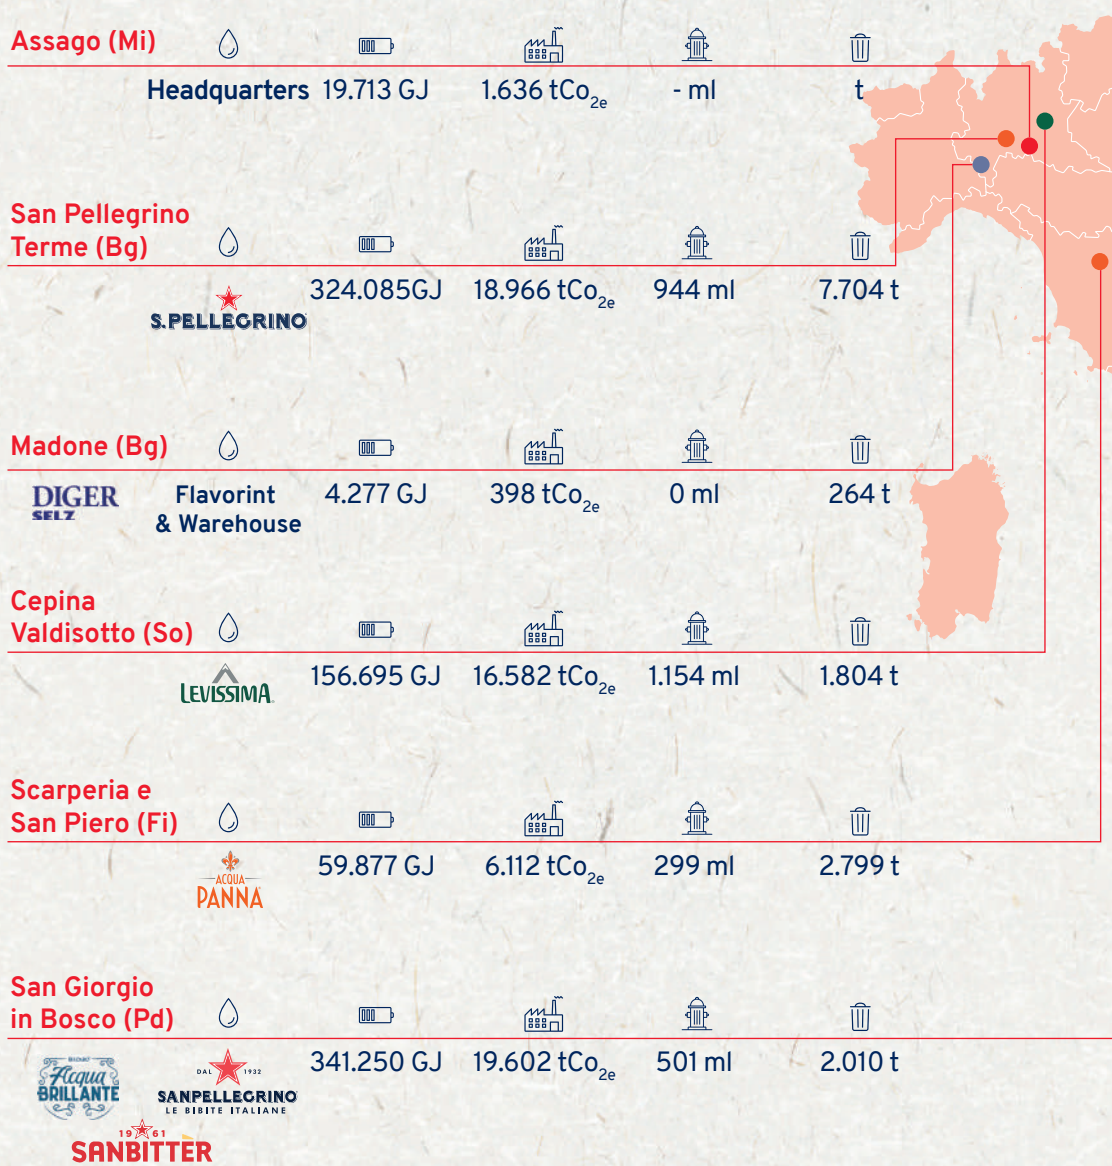 Assago (Mi)
Headquarters 19.713 GJ 1.636 tCo2e - ml t
San Pellegrino
Terme (Bg)
324.085GJ 18.966 tCo2e 944 ml 7.704 t
S.PELLEGRINO
Madone (Bg)
DIGER
SELZ
Flavorint
& Warehouse
4.277 GJ 398 tCo2e 0 ml 264 t
Cepina
Valdisotto (So)
LEVISSIMA
156.695 GJ 16.582 tCo2e 1.154 ml 1.804 t
Scarperia e
San Piero (Fi)
ACQUA
PANNA
59.877 GJ 6.112 tCo2e 299 ml 2.799 t
San Giorgio
in Bosco (Pd)
341.250 GJ 19.602 tCo2e 501 ml 2.010 t
Acqua
BRILLANTE
DAL 1932
SANPELLEGRINO
LE BIBITE ITALIANE
1961
SANBITTÈR